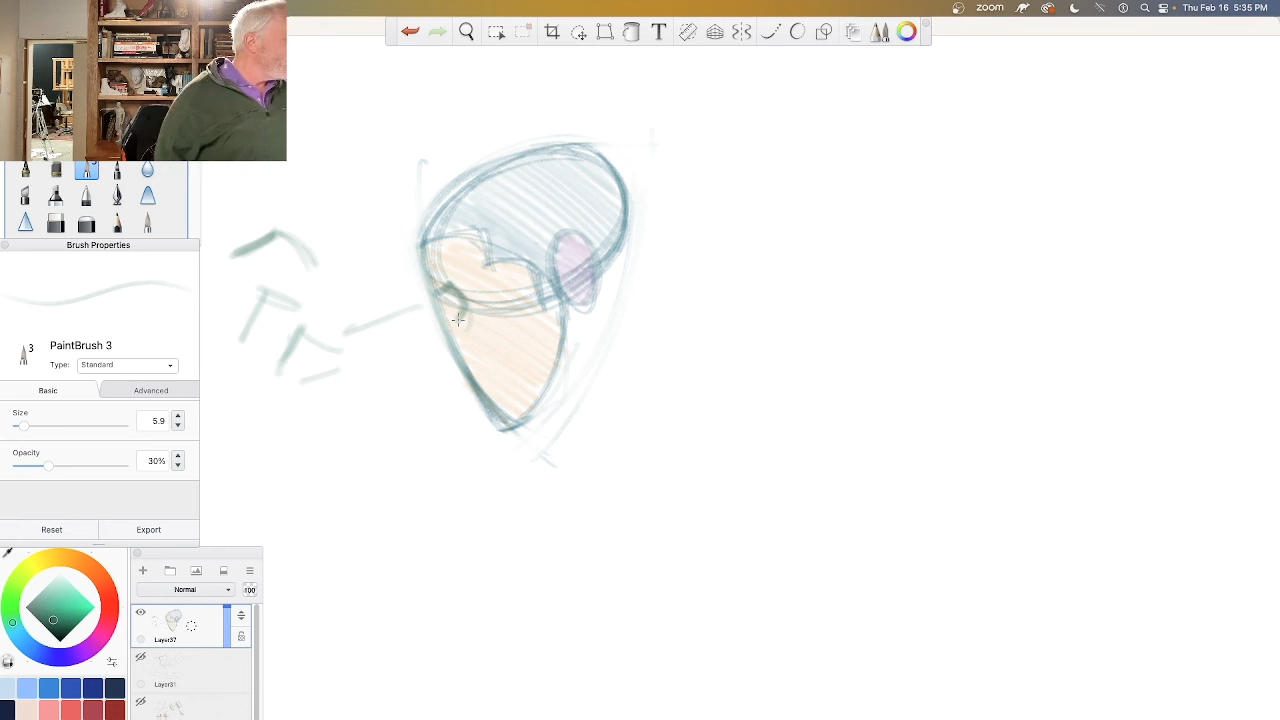 zoom
Thu Feb 16 5:35 PM
T
Brush Properties
3
PaintBrush 3
Type: Standard
Basic Advanced
Size
5.9
Opacity
30%
Reset Export
Normal
100
Layer37
Layer31